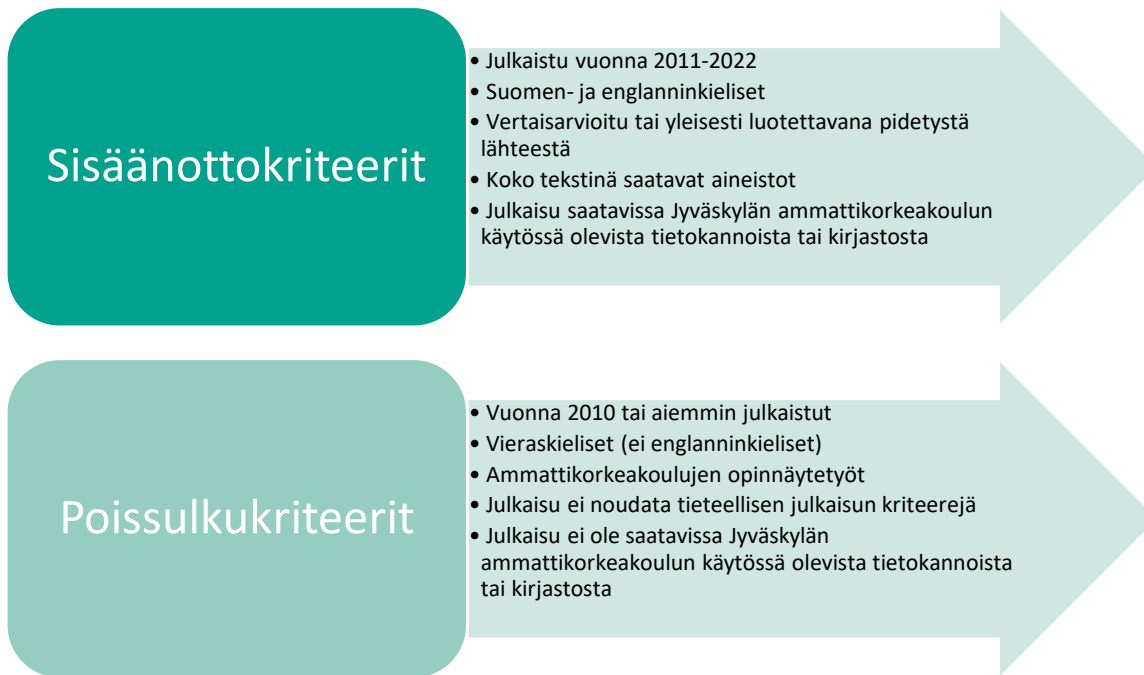 Sisäänottokriteerit
• Julkaistu vuonna 2011-2022
• Suomen- ja englanninkieliset
• Vertaisarvioitu tai yleisesti luotettavana pidetystä
lähteestä
• Koko tekstinä saatavat aineistot
• Julkaisu saatavissa Jyväskylän ammattikorkeakoulun
käytössä olevista tietokannoista tai kirjastosta
Poissulkukriteerit
• Vuonna 2010 tai aiemmin julkaistut
• Vieraskieliset (ei englanninkieliset)
• Ammattikorkeakoulujen opinnäytetyöt
• Julkaisu ei noudata tieteellisen julkaisun kriteerejä
• Julkaisu ei ole saatavissa Jyväskylän
ammattikorkeakoulun käytössä olevista tietokannoista
tai kirjastosta